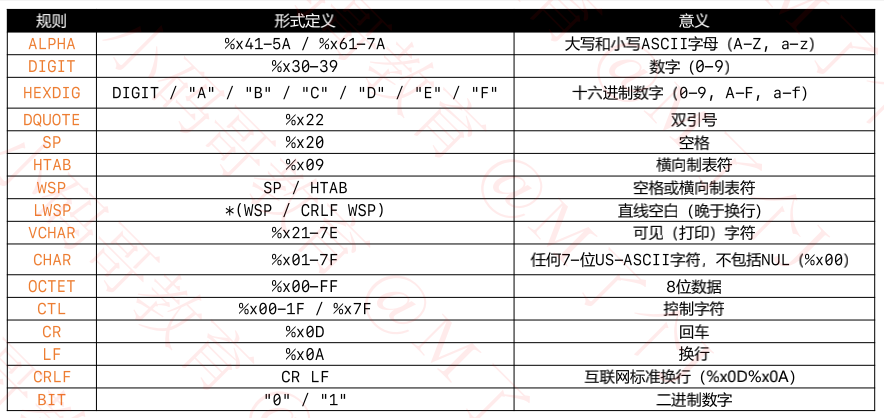 规则 形式定义 意义
ALPHA %x41-5A / %x61-7A 大写和小写ASCII字母（A-Z, a-z）
DIGIT %x30-39 数字（0-9）
HEXDIG DIGIT / "A" / "B" / "C" / "D" / "E" / "F" 十六进制数字（0-9, A-F, a-f）
DQUOTE %x22 双引号
SP %x20 空格
HTAB %x09 横向制表符
WSP SP / HTAB 空格或横向制表符
LWSP *(WSP / CRLF WSP) 直线空白（晚于换行）
VCHAR %x21-7E 可见（打印）字符
CHAR %x01-7F 任何7-位US-ASCII字符，不包括NUL（%x00）
OCTET %x00-FF 8位数据
CTL %x00-1F / %x7F 控制字符
CR %x0D 回车
LF %x0A 换行
CRLF CR LF 互联网标准换行（%x0D%x0A）
BIT "0" / "1" 二进制数字